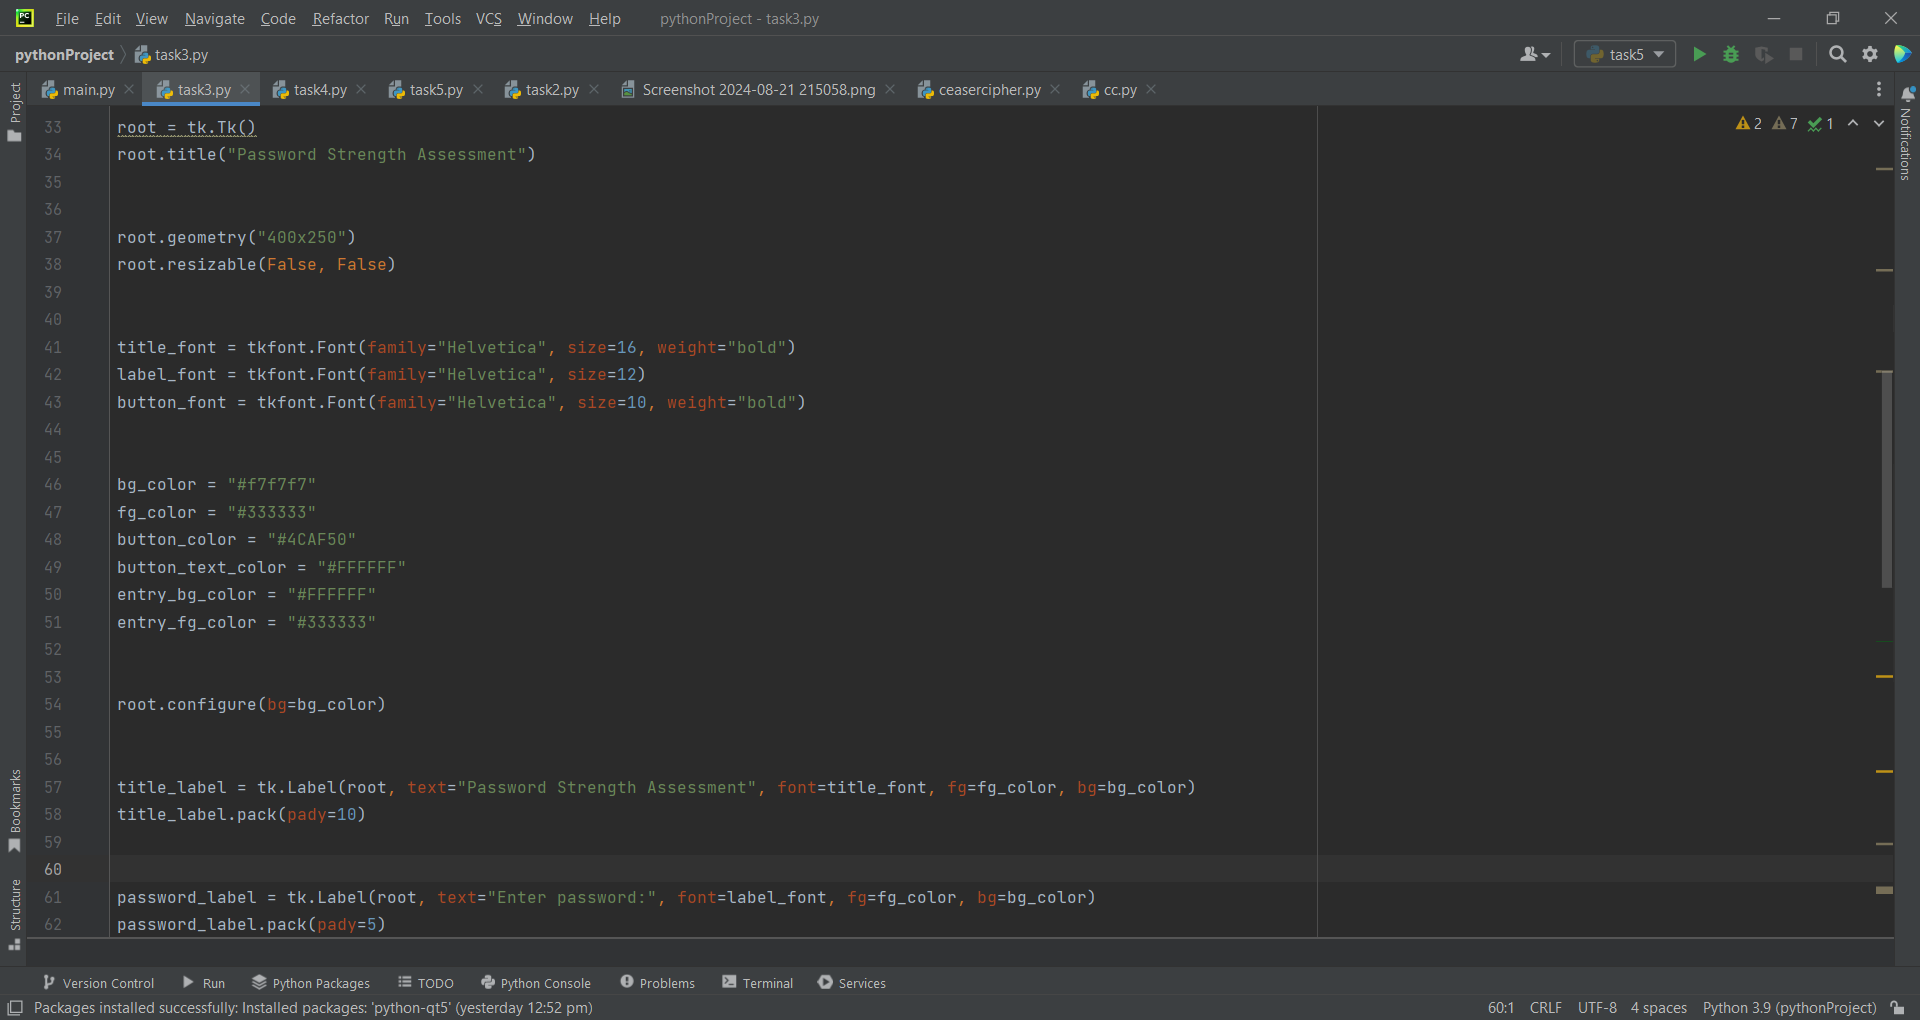 PC File Edit View Navigate Code Refactor Run Tools VCS Window Help pythonProject - task3.py
pythonProject task3.py task5
main.py task3.py task4.py task5.py task2.py Screenshot 2024-08-21 215058.png ceasercipher.py cc.py
Project
Bookmarks
Structure
Notifications
2 7 1
33 root = tk.Tk()
34 root.title("Password Strength Assessment")
35
36
37 root.geometry("400x250")
38 root.resizable(False, False)
39
40
41 title_font = tkfont.Font(family="Helvetica", size=16, weight="bold")
42 label_font = tkfont.Font(family="Helvetica", size=12)
43 button_font = tkfont.Font(family="Helvetica", size=10, weight="bold")
44
45
46 bg_color = "#f7f7f7"
47 fg_color = "#333333"
48 button_color = "#4CAF50"
49 button_text_color = "#FFFFFF"
50 entry_bg_color = "#FFFFFF"
51 entry_fg_color = "#333333"
52
53
54 root.configure(bg=bg_color)
55
56
57 title_label = tk.Label(root, text="Password Strength Assessment", font=title_font, fg=fg_color, bg=bg_color)
58 title_label.pack(pady=10)
59
60
61 password_label = tk.Label(root, text="Enter password:", font=label_font, fg=fg_color, bg=bg_color)
62 password_label.pack(pady=5)
Version Control Run Python Packages TODO Python Console Problems Terminal Services
Packages installed successfully: Installed packages: 'python-qt5' (yesterday 12:52 pm) 60:1 CRLF UTF-8 4 spaces Python 3.9 (pythonProject)